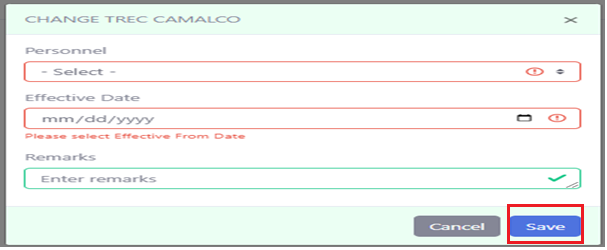 CHANGE TREC CAMALCO
Personnel
- Select -
Effective Date
mm/dd/yyyy
Please select Effective From Date
Remarks
Enter remarks
Cancel Save